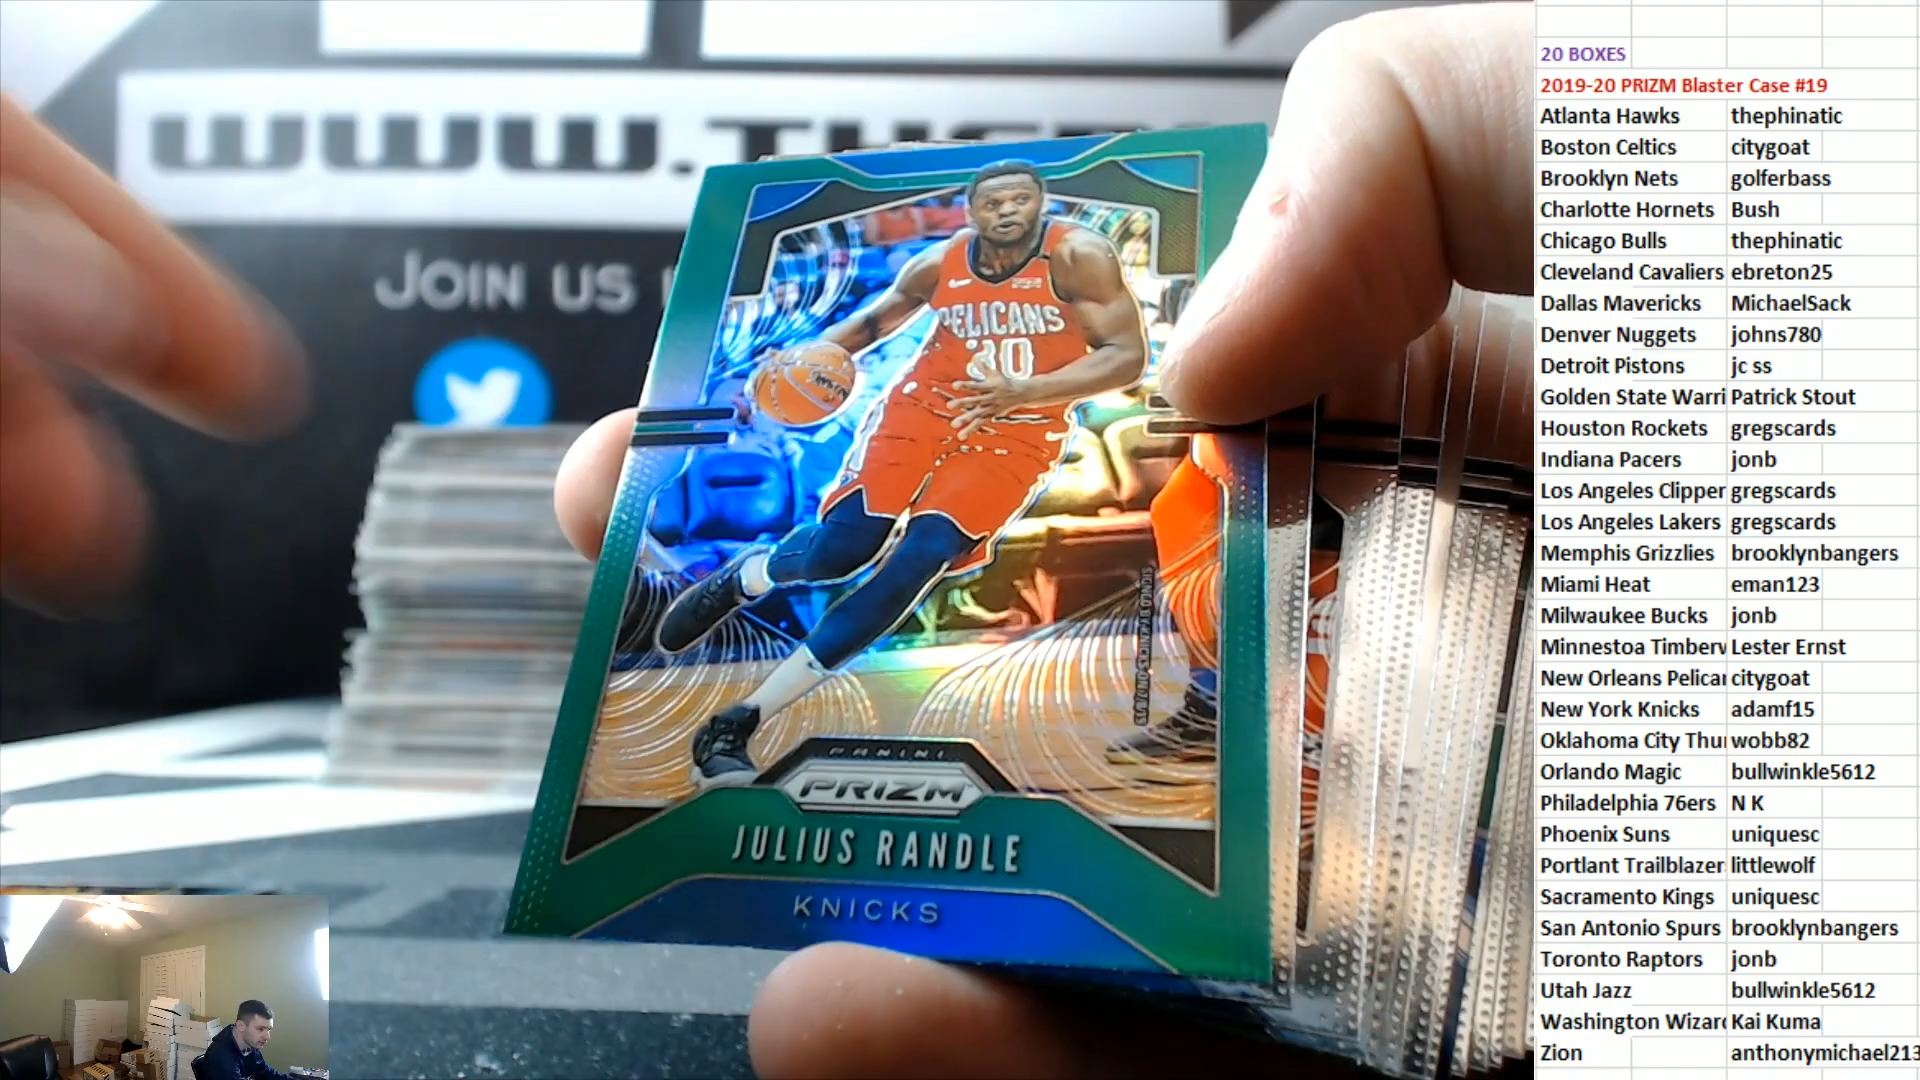 WWW.THE
JOIN US
PELICANS
30
PANINI
PRIZM
JULIUS RANDLE
KNICKS
20 BOXES
2019-20 PRIZM Blaster Case #19
Atlanta Hawks thephinatic
Boston Celtics citygoat
Brooklyn Nets golferbass
Charlotte Hornets Bush
Chicago Bulls thephinatic
Cleveland Cavaliers ebreton25
Dallas Mavericks MichaelSack
Denver Nuggets johns780
Detroit Pistons jc ss
Golden State Warri Patrick Stout
Houston Rockets gregscards
Indiana Pacers jonb
Los Angeles Clipper gregscards
Los Angeles Lakers gregscards
Memphis Grizzlies brooklynbangers
Miami Heat eman123
Milwaukee Bucks jonb
Minnestoa Timberv Lester Ernst
New Orleans Pelica citygoat
New York Knicks adamf15
Oklahoma City Thu wobb82
Orlando Magic bullwinkle5612
Philadelphia 76ers N K
Phoenix Suns uniquesc
Portlant Trailblazer littlewolf
Sacramento Kings uniquesc
San Antonio Spurs brooklynbangers
Toronto Raptors jonb
Utah Jazz bullwinkle5612
Washington Wizar Kai Kuma
Zion anthonymichael213